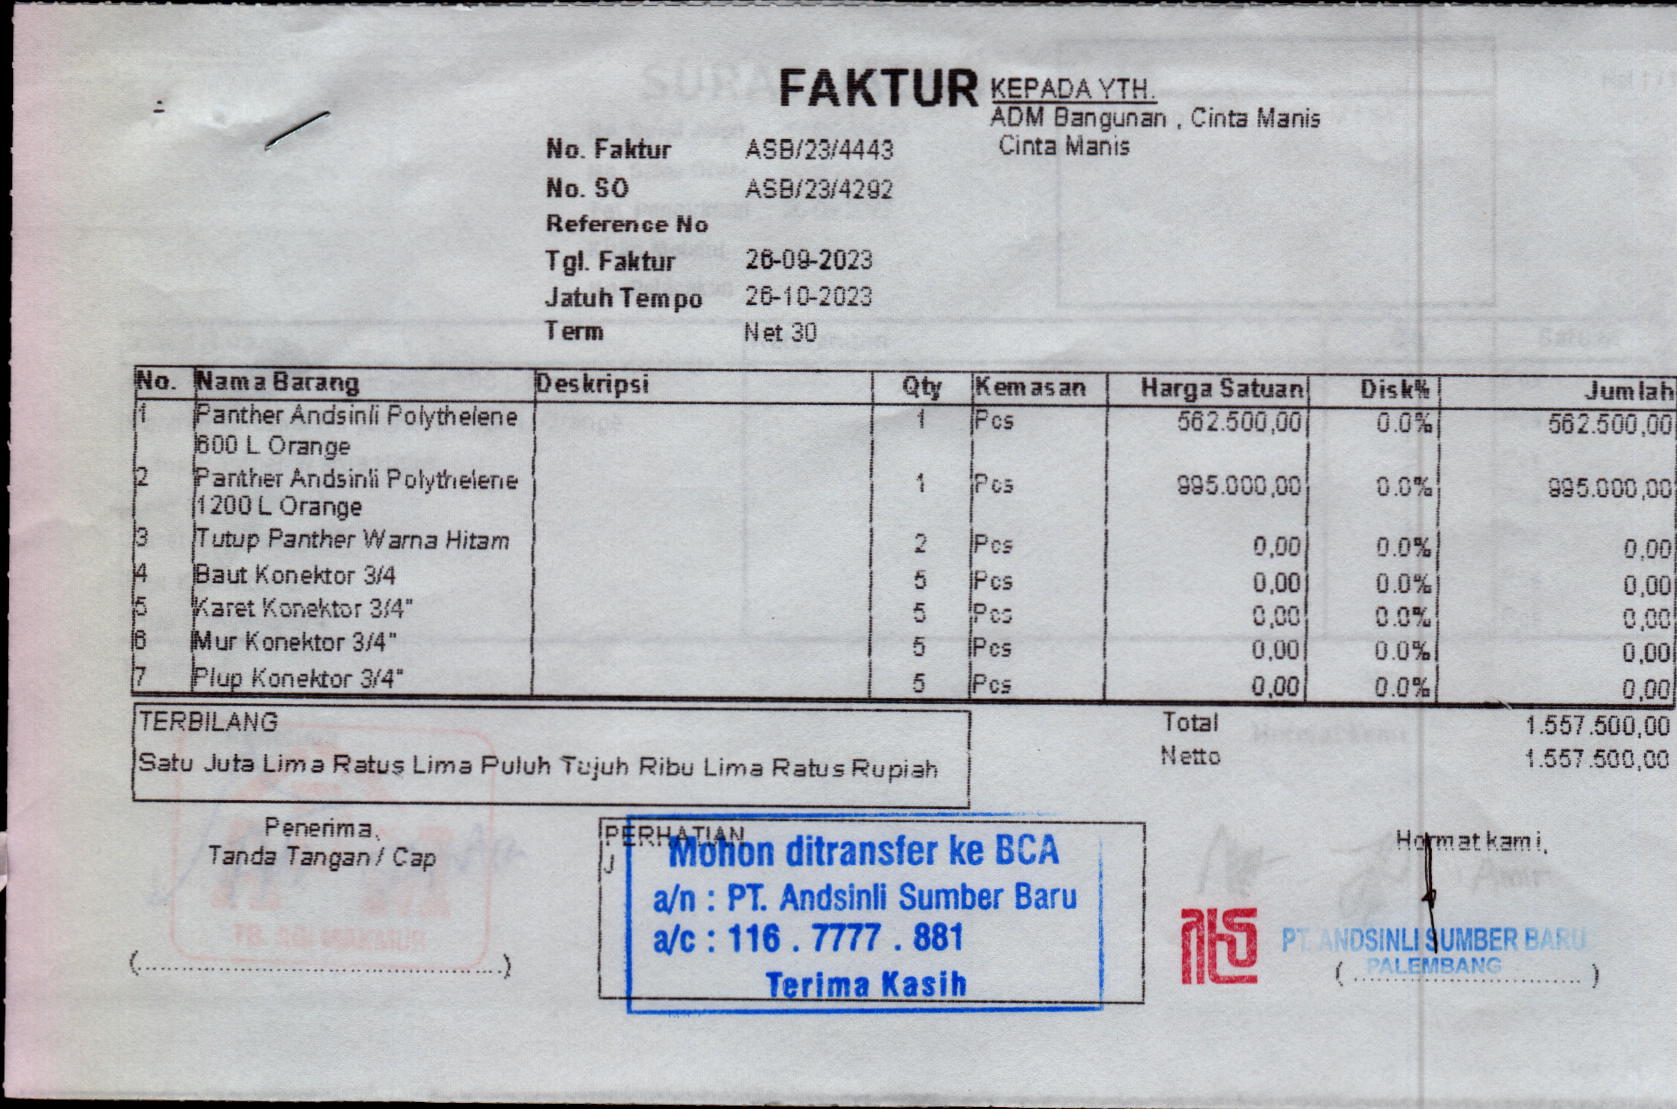 FAKTUR
KEPADA YTH.
ADM Bangunan , Cinta Manis
Cinta Manis
No. Faktur ASB/23/4443
No. SO ASB/23/4292
Reference No
Tgl. Faktur 26-09-2023
Jatuh Tempo 26-10-2023
Term Net 30
No. Nama Barang Deskripsi Qty Kemasan Harga Satuan Disk% Jumlah
1 Panther Andsinli Polythelene 1 Pcs 562.500,00 0.0% 562.500,00
600 L Orange
2 Panther Andsinli Polythelene 1 Pcs 995.000,00 0.0% 995.000,00
1200 L Orange
3 Tutup Panther Warna Hitam 2 Pcs 0,00 0.0% 0,00
4 Baut Konektor 3/4 5 Pcs 0,00 0.0% 0,00
5 Karet Konektor 3/4" 5 Pcs 0,00 0.0% 0,00
6 Mur Konektor 3/4" 5 Pcs 0,00 0.0% 0,00
7 Plup Konektor 3/4" 5 Pcs 0,00 0.0% 0,00
TERBILANG
Satu Juta Lima Ratus Lima Puluh Tujuh Ribu Lima Ratus Rupiah
Total 1.557.500,00
Netto 1.557.500,00
Penerima,
Tanda Tangan / Cap
PERHATIAN
J
Mohon ditransfer ke BCA
a/n : PT. Andsinli Sumber Baru
a/c : 116 . 7777 . 881
Terima Kasih
Hormat kami,
PT. ANDSINLI SUMBER BARU
PALEMBANG